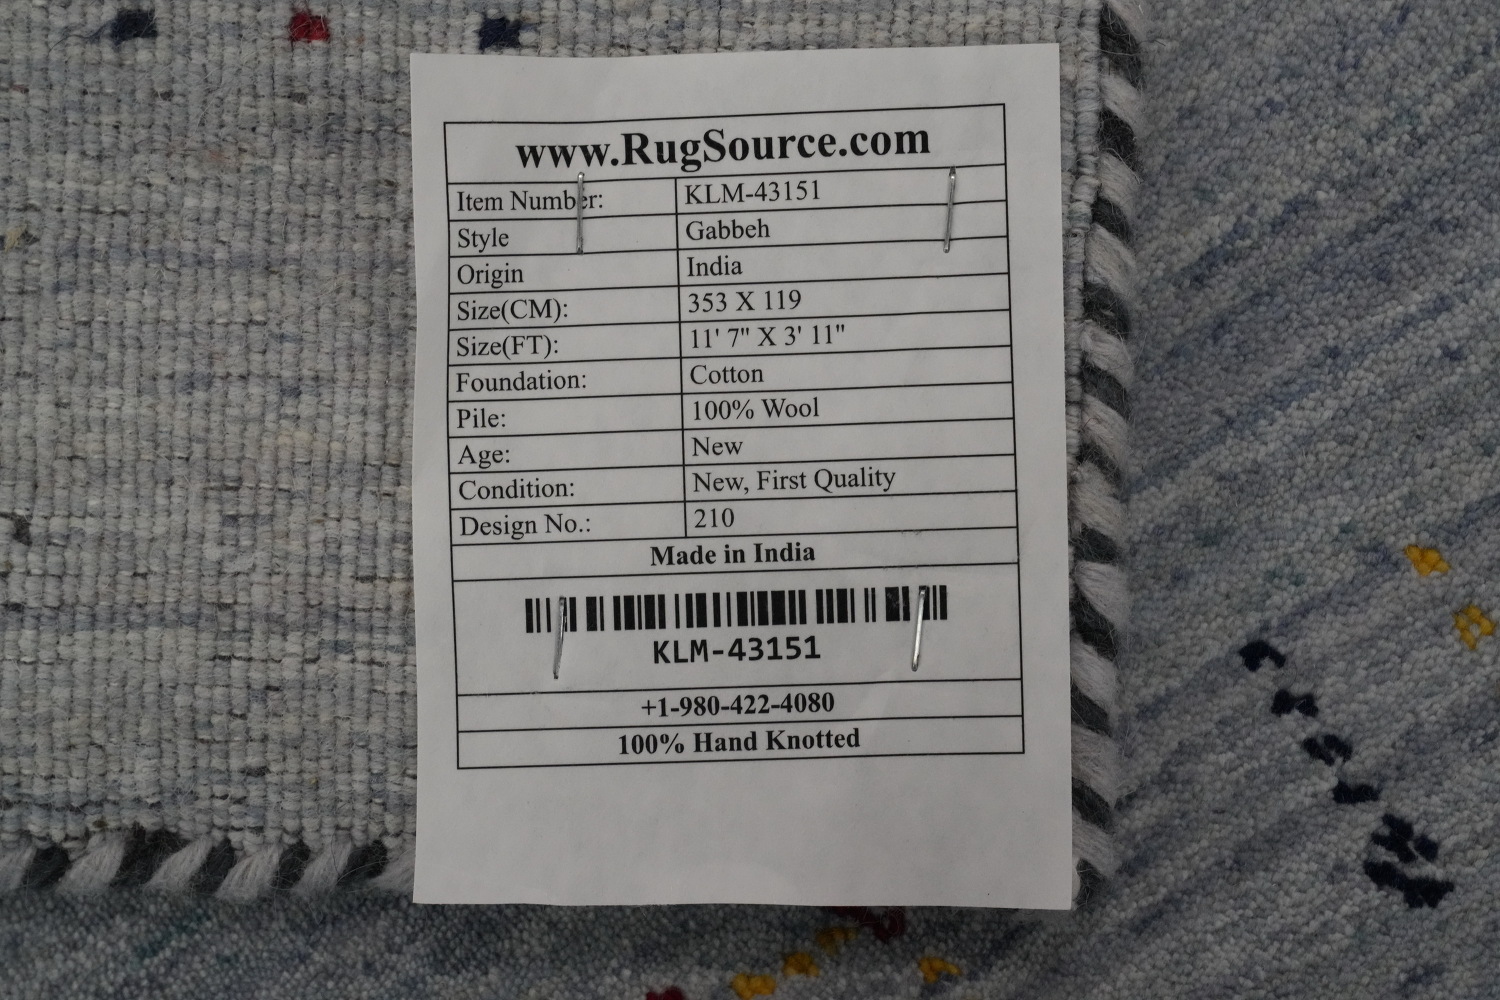 www.RugSource.com
Item Number: KLM-43151
Style Gabbeh
Origin India
Size(CM): 353 X 119
Size(FT): 11' 7" X 3' 11"
Foundation: Cotton
Pile: 100% Wool
Age: New
Condition: New, First Quality
Design No.: 210
Made in India
KLM-43151
+1-980-422-4080
100% Hand Knotted